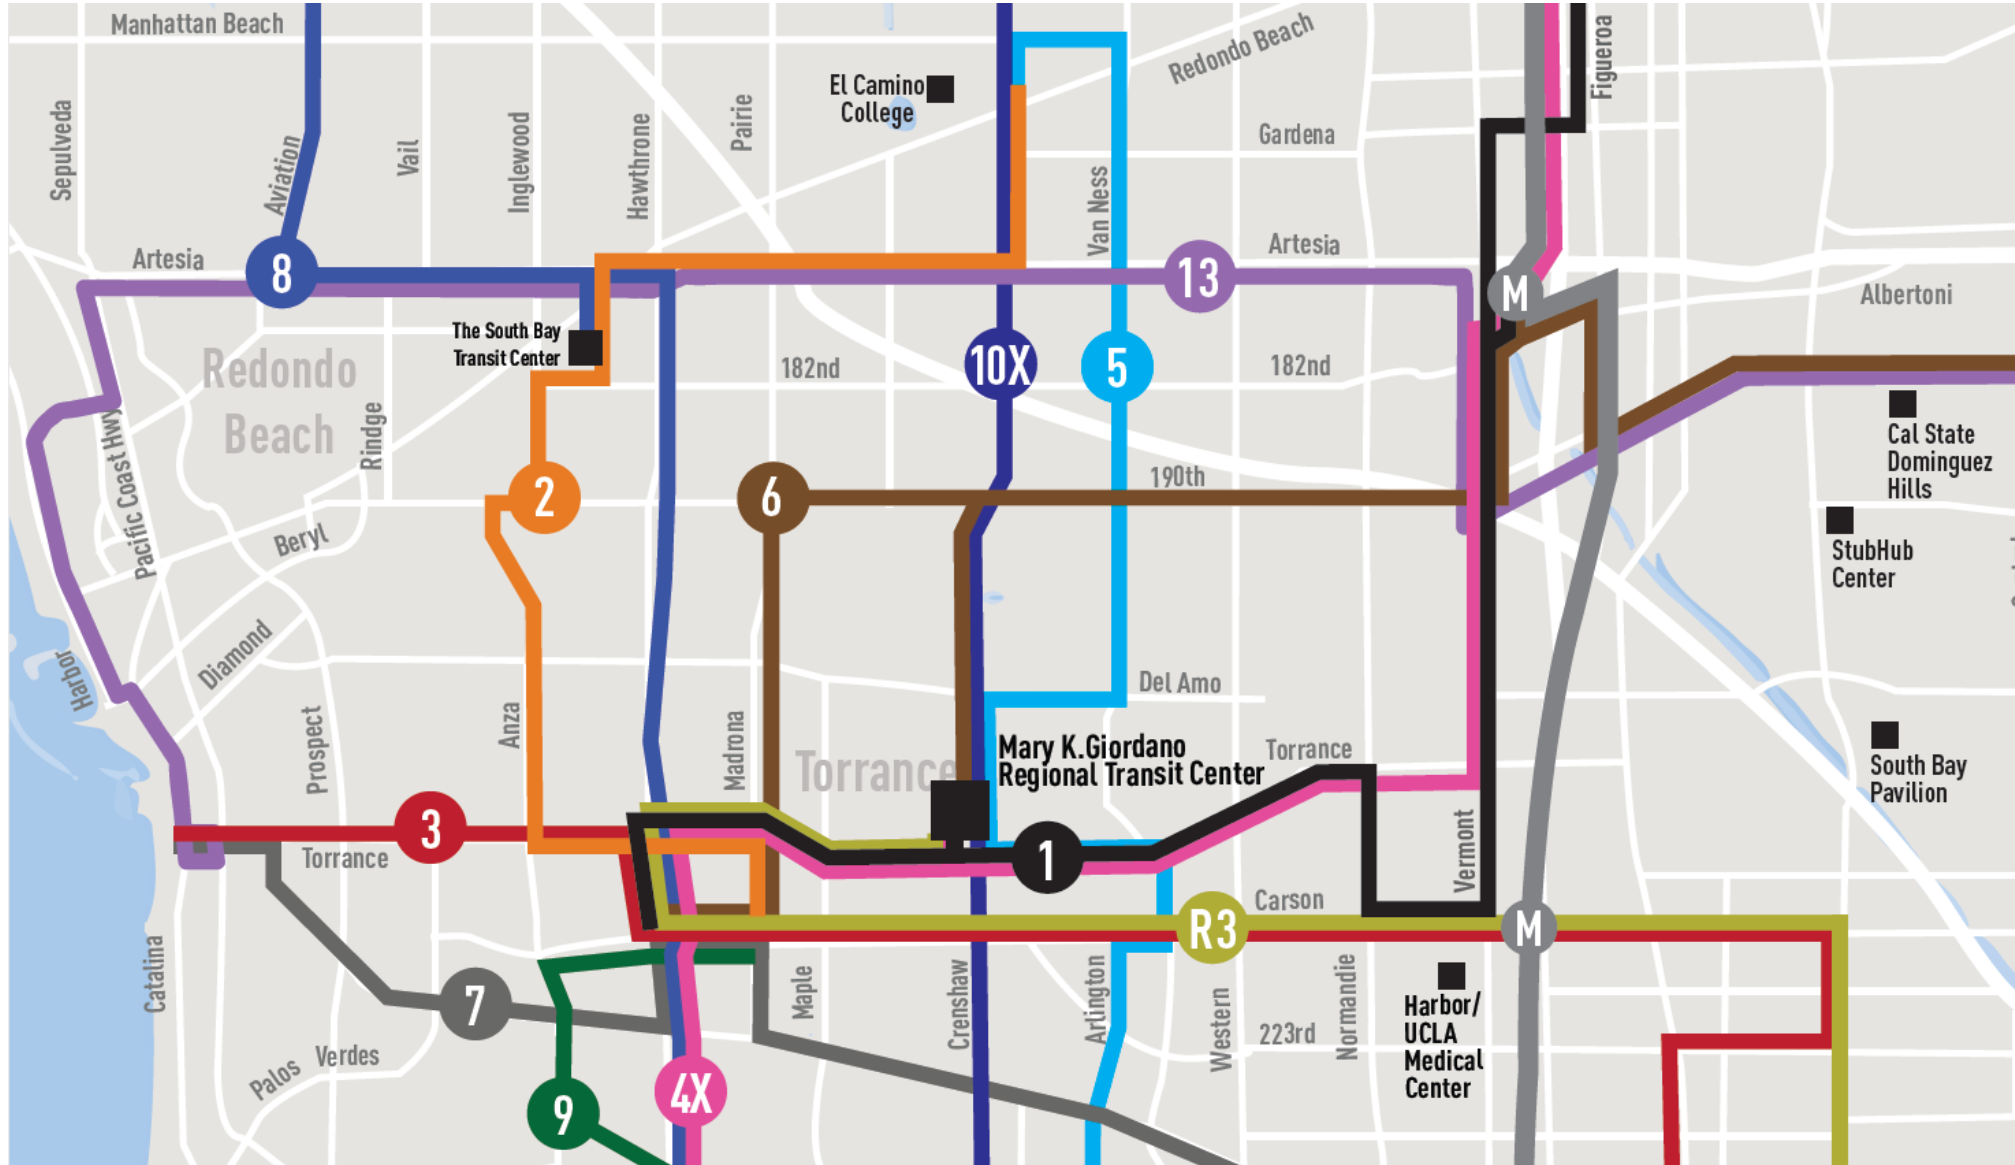 Manhattan Beach
Redondo Beach
Figueroa
El Camino
College
Sepulveda
Aviation
Vail
Inglewood
Hawthrone
Pairie
Gardena
Van Ness
Artesia
8
13
Artesia
M
Albertoni
The South Bay
Transit Center
Redondo
Beach
182nd
10X
5
182nd
Pacific Coast Hwy
Rindge
2
6
190th
Cal State
Dominguez
Hills
StubHub
Center
Beryl
Diamond
Harbor
Prospect
Anza
Madrona
Del Amo
Torrance
Mary K.Giordano
Regional Transit Center
Torrance
South Bay
Pavilion
3
Torrance
1
Vermont
Carson
R3
M
Catalina
7
Maple
Crenshaw
Arlington
Western
223rd
Normandie
Harbor/
UCLA
Medical
Center
Palos Verdes
9
4X